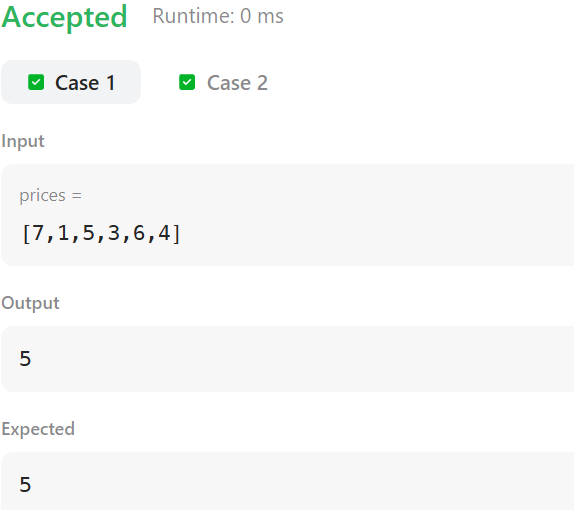 Accepted Runtime: 0 ms
Case 1 Case 2
Input
prices =
[7,1,5,3,6,4]
Output
5
Expected
5